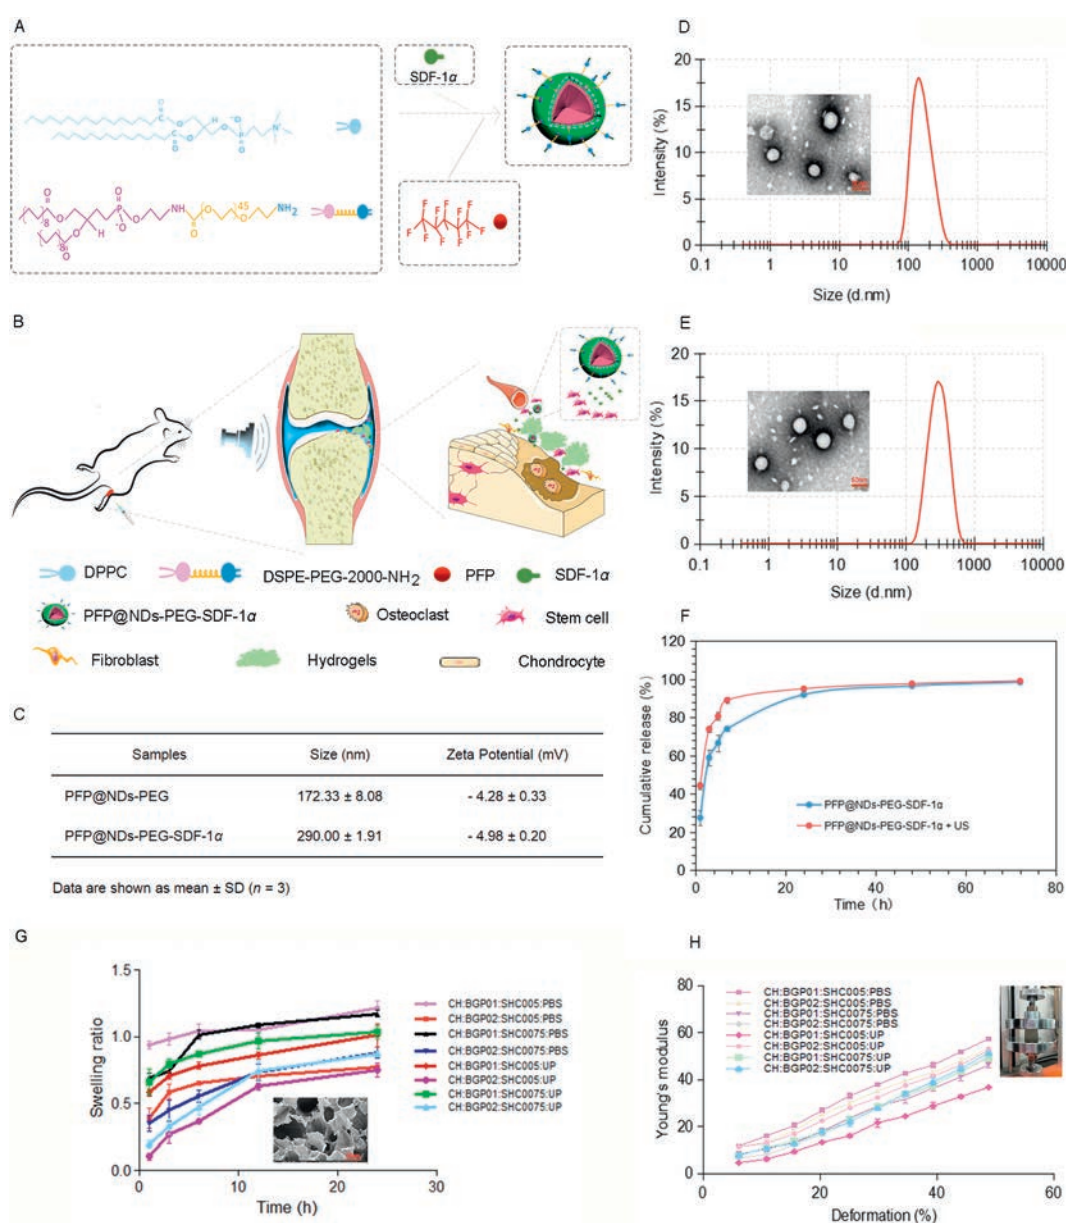 A
SDF-1α
O
O
O
O
P
O
N
O
O
O
O
8
O
8
O
H
O
P
O
O
NH
O
O
45
O
NH2
F F F F F
F F F F F F
B
DPPC
DSPE-PEG-2000-NH2
PFP
SDF-1α
PFP@NDs-PEG-SDF-1α
Osteoclast
Stem cell
Fibroblast
Hydrogels
Chondrocyte
C
Samples Size (nm) Zeta Potential (mV)
PFP@NDs-PEG 172.33 ± 8.08 - 4.28 ± 0.33
PFP@NDs-PEG-SDF-1α 290.00 ± 1.91 - 4.98 ± 0.20
Data are shown as mean ± SD (n = 3)
D
Intensity (%)
20
15
10
5
0
0.1 1 10 100 1000 10000
Size (d.nm)
E
Intensity (%)
20
15
10
5
0
0.1 1 10 100 1000 10000
Size (d.nm)
F
Cumulative release (%)
120
100
80
60
40
20
0
PFP@NDs-PEG-SDF-1α
PFP@NDs-PEG-SDF-1α + US
0 20 40 60 80
Time (h)
G
Swelling ratio
1.5
1.0
0.5
0.0
0 10 20 30
Time (h)
CH:BGP01:SHC005:PBS
CH:BGP02:SHC005:PBS
CH:BGP01:SHC0075:PBS
CH:BGP02:SHC0075:PBS
CH:BGP01:SHC005:UP
CH:BGP02:SHC005:UP
CH:BGP01:SHC0075:UP
CH:BGP02:SHC0075:UP
H
Young's modulus
80
60
40
20
0
CH:BGP01:SHC005:PBS
CH:BGP02:SHC005:PBS
CH:BGP01:SHC0075:PBS
CH:BGP02:SHC0075:PBS
CH:BGP01:SHC005:UP
CH:BGP02:SHC005:UP
CH:BGP01:SHC0075:UP
CH:BGP02:SHC0075:UP
0 20 40 60
Deformation (%)